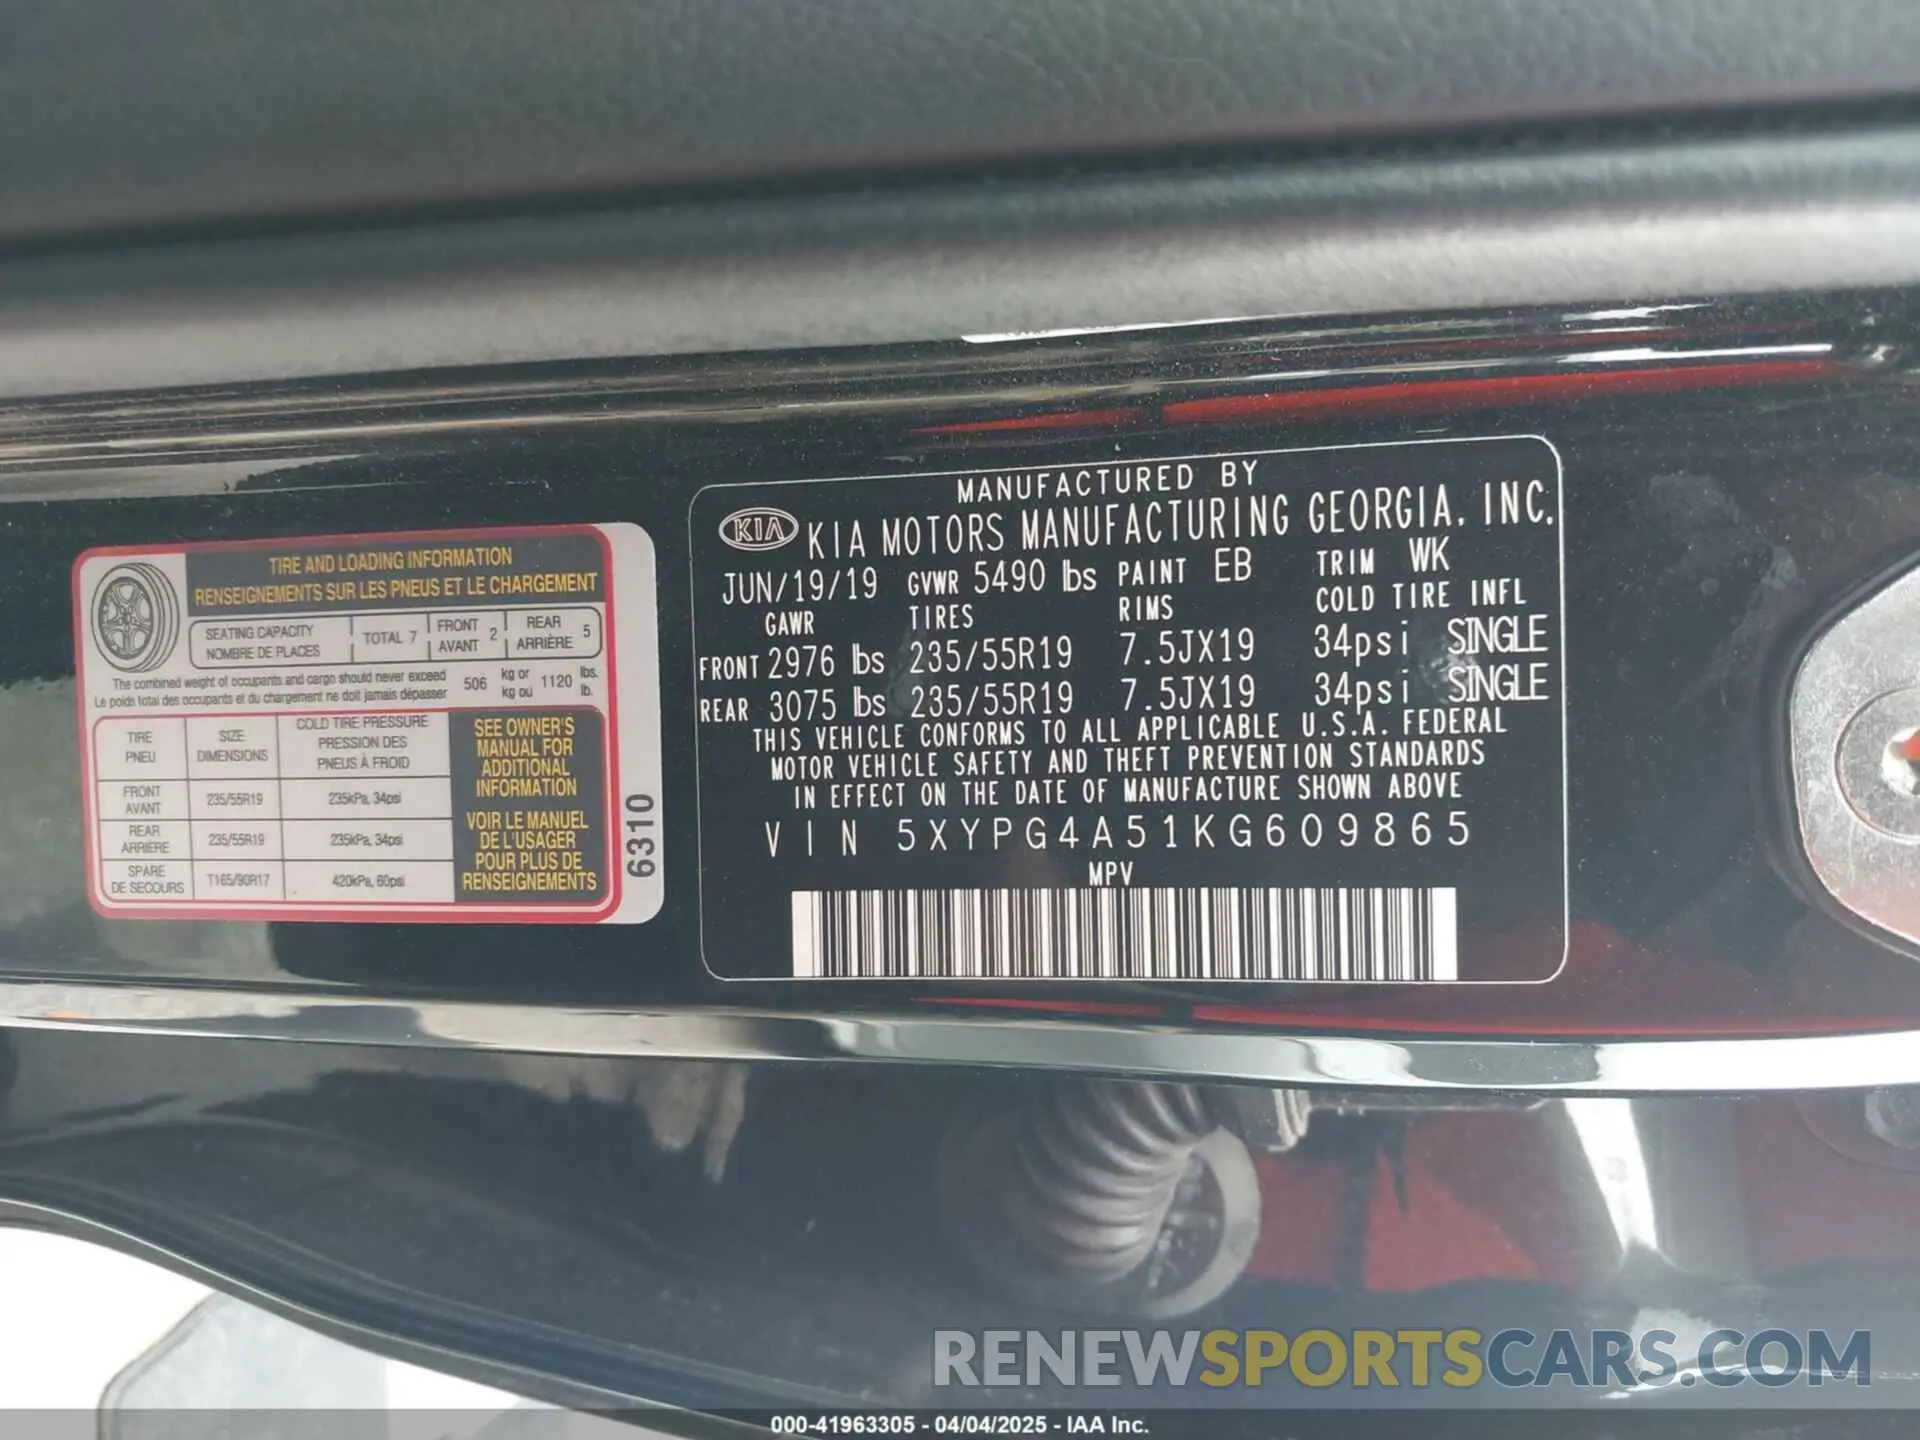 TIRE AND LOADING INFORMATION
RENSEIGNEMENTS SUR LES PNEUS ET LE CHARGEMENT
SEATING CAPACITY
NOMBRE DE PLACES
TOTAL 7
FRONT
AVANT
2
REAR
ARRIÈRE
5
The combined weight of occupants and cargo should never exceed
Le poids total des occupants et du chargement ne doit jamais dépasser
506
kg or
kg ou
1120
lbs.
lb.
TIRE
PNEU
SIZE
DIMENSIONS
COLD TIRE PRESSURE
PRESSION DES
PNEUS À FROID
FRONT
AVANT
235/55R19
235kPa, 34psi
REAR
ARRIÈRE
235/55R19
235kPa, 34psi
SPARE
DE SECOURS
T165/90R17
420kPa, 60psi
SEE OWNER'S
MANUAL FOR
ADDITIONAL
INFORMATION
VOIR LE MANUEL
DE L'USAGER
POUR PLUS DE
RENSEIGNEMENTS
6310
MANUFACTURED BY
KIA KIA MOTORS MANUFACTURING GEORGIA, INC.
JUN/19/19 GVWR 5490 lbs PAINT EB TRIM WK
GAWR TIRES RIMS COLD TIRE INFL
FRONT 2976 lbs 235/55R19 7.5JX19 34psi SINGLE
REAR 3075 lbs 235/55R19 7.5JX19 34psi SINGLE
THIS VEHICLE CONFORMS TO ALL APPLICABLE U.S.A. FEDERAL
MOTOR VEHICLE SAFETY AND THEFT PREVENTION STANDARDS
IN EFFECT ON THE DATE OF MANUFACTURE SHOWN ABOVE
VIN 5XYPG4A51KG609865
MPV
RENEWSPORTSCARS.COM
000-41963305 - 04/04/2025 - IAA Inc.